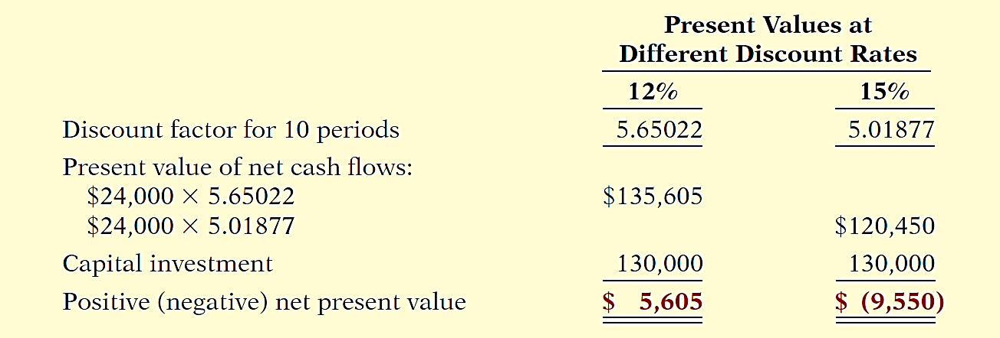 Present Values at
Different Discount Rates
12% 15%
Discount factor for 10 periods 5.65022 5.01877
Present value of net cash flows:
$24,000 × 5.65022 $135,605
$24,000 × 5.01877 $120,450
Capital investment 130,000 130,000
Positive (negative) net present value $ 5,605 $ (9,550)